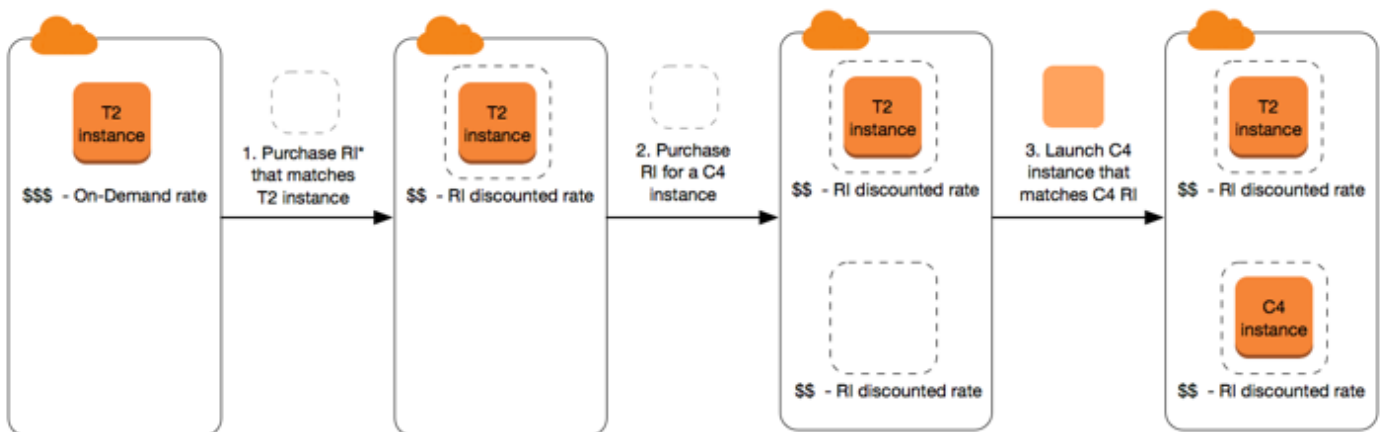 T2
instance
$$$ - On-Demand rate
1. Purchase RI*
that matches
T2 instance
T2
instance
$$ - RI discounted rate
2. Purchase
RI for a C4
instance
T2
instance
$$ - RI discounted rate
$$ - RI discounted rate
3. Launch C4
instance that
matches C4 RI
T2
instance
$$ - RI discounted rate
C4
instance
$$ - RI discounted rate